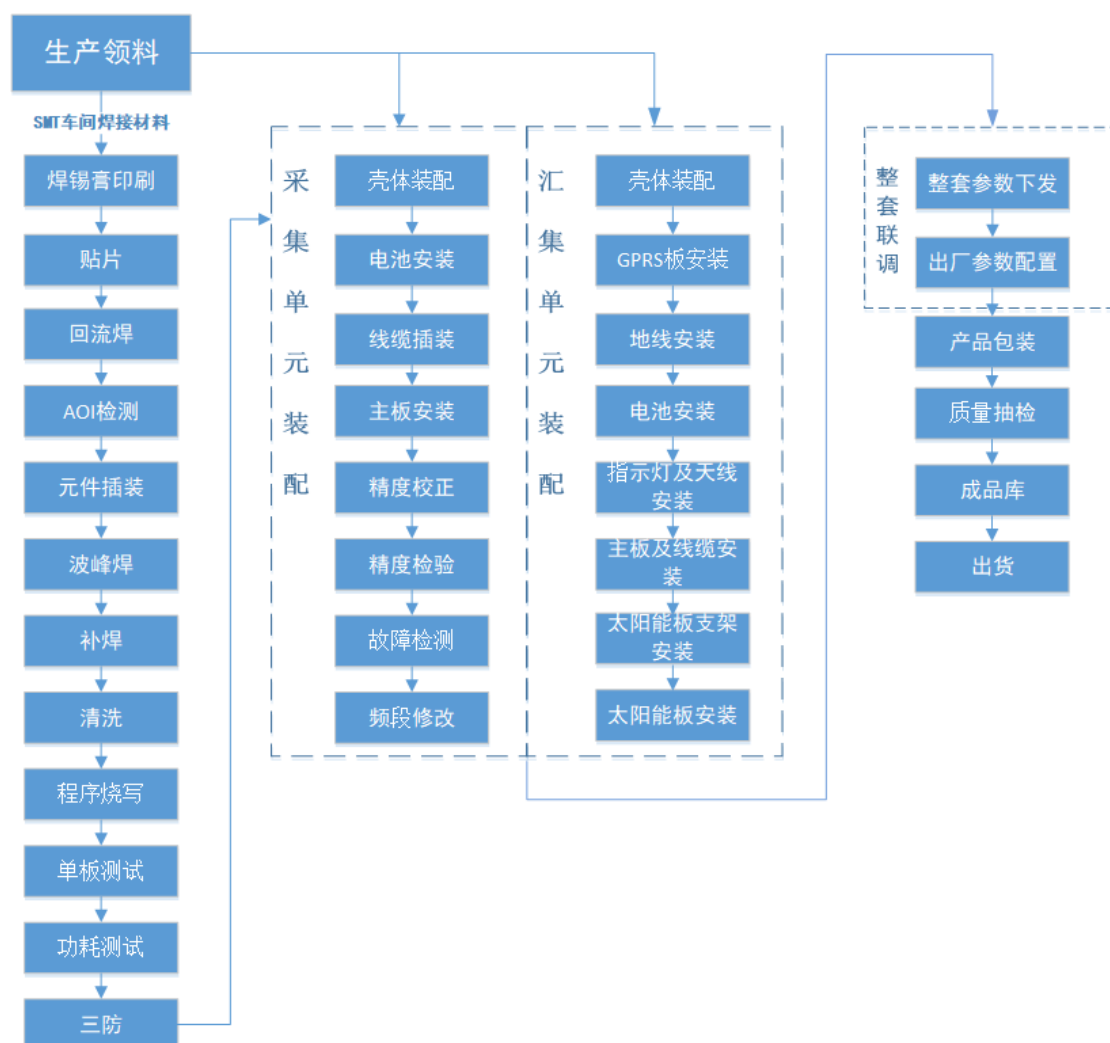 生产领料
SMT车间焊接材料
焊锡膏印刷
贴片
回流焊
AOI检测
元件插装
波峰焊
补焊
清洗
程序烧写
单板测试
功耗测试
三防
采集单元装配
壳体装配
电池安装
线缆插装
主板安装
精度校正
精度检验
故障检测
频段修改
汇集单元装配
壳体装配
GPRS板安装
地线安装
电池安装
指示灯及天线
安装
主板及线缆安
装
太阳能板支架
安装
太阳能板安装
整套联调
整套参数下发
出厂参数配置
产品包装
质量抽检
成品库
出货